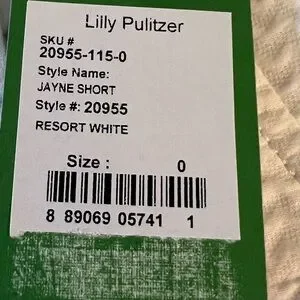 Lilly Pulitzer
SKU #
20955-115-0
Style Name:
JAYNE SHORT
Style #: 20955
RESORT WHITE
Size : 0
8 89069 05741 1